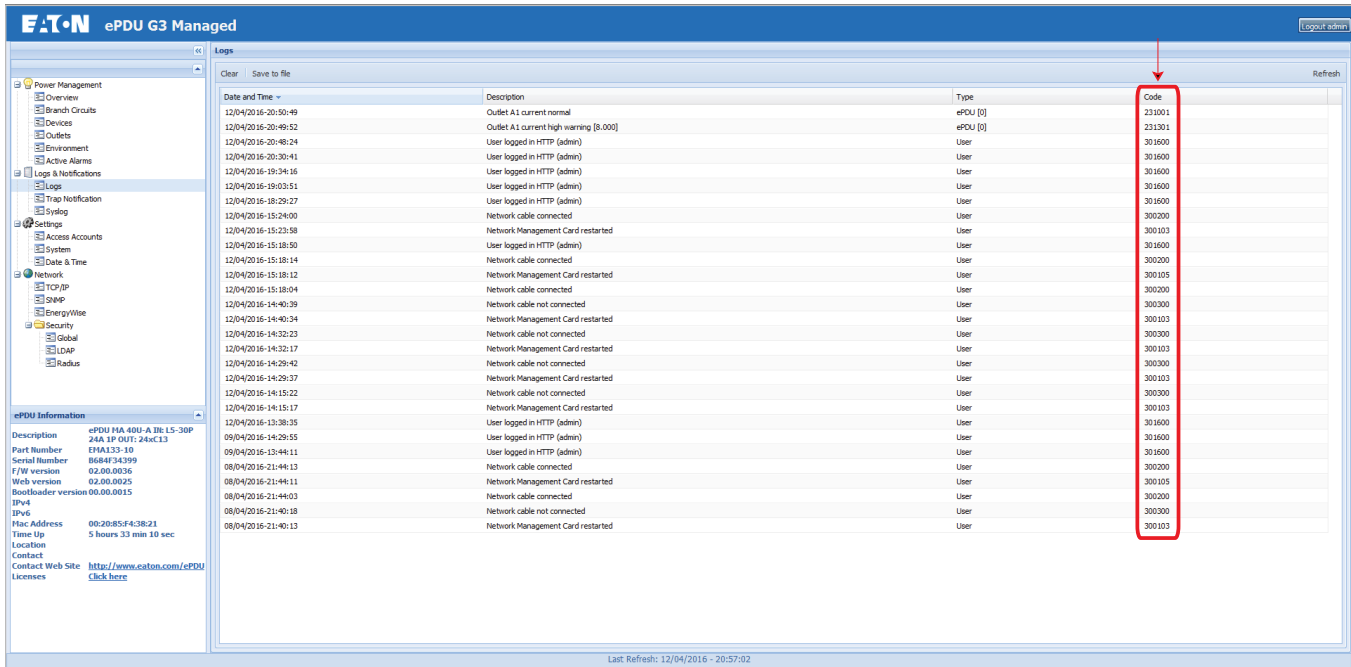 EATON ePDU G3 Managed
Logout admin
Logs
Clear Save to file Refresh
Power Management
Overview
Branch Circuits
Devices
Outlets
Environment
Active Alarms
Logs & Notifications
Logs
Trap Notification
Syslog
Settings
Access Accounts
System
Date & Time
Network
TCP/IP
SNMP
EnergyWise
Security
Global
LDAP
Radius
ePDU Information
Description ePDU MA 40U-A IN: L5-30P
24A 1P OUT: 24xC13
Part Number EMA133-10
Serial Number B684F34399
F/W version 02.00.0036
Web version 02.00.0025
Bootloader version 00.00.0015
IPv4
IPv6
Mac Address 00:20:85:F4:38:21
Time Up 5 hours 33 min 10 sec
Location
Contact
Contact Web Site http://www.eaton.com/ePDU
Licenses Click here
Date and Time Description Type Code
12/04/2016-20:50:49 Outlet A1 current normal ePDU [0] 231001
12/04/2016-20:49:52 Outlet A1 current high warning [8.000] ePDU [0] 231301
12/04/2016-20:48:24 User logged in HTTP (admin) User 301600
12/04/2016-20:30:41 User logged in HTTP (admin) User 301600
12/04/2016-19:34:16 User logged in HTTP (admin) User 301600
12/04/2016-19:03:51 User logged in HTTP (admin) User 301600
12/04/2016-18:29:27 User logged in HTTP (admin) User 301600
12/04/2016-15:24:00 Network cable connected User 300200
12/04/2016-15:23:58 Network Management Card restarted User 300103
12/04/2016-15:18:50 User logged in HTTP (admin) User 301600
12/04/2016-15:18:14 Network cable connected User 300200
12/04/2016-15:18:12 Network Management Card restarted User 300105
12/04/2016-15:18:04 Network cable connected User 300200
12/04/2016-14:40:39 Network cable not connected User 300300
12/04/2016-14:40:34 Network Management Card restarted User 300103
12/04/2016-14:32:23 Network cable not connected User 300300
12/04/2016-14:32:17 Network Management Card restarted User 300103
12/04/2016-14:29:42 Network cable not connected User 300300
12/04/2016-14:29:37 Network Management Card restarted User 300103
12/04/2016-14:15:22 Network cable not connected User 300300
12/04/2016-14:15:17 Network Management Card restarted User 300103
12/04/2016-13:38:35 User logged in HTTP (admin) User 301600
09/04/2016-14:29:55 User logged in HTTP (admin) User 301600
09/04/2016-13:44:11 User logged in HTTP (admin) User 301600
08/04/2016-21:44:13 Network cable connected User 300200
08/04/2016-21:44:11 Network Management Card restarted User 300105
08/04/2016-21:44:03 Network cable connected User 300200
08/04/2016-21:40:18 Network cable not connected User 300300
08/04/2016-21:40:13 Network Management Card restarted User 300103
Last Refresh: 12/04/2016 - 20:57:02